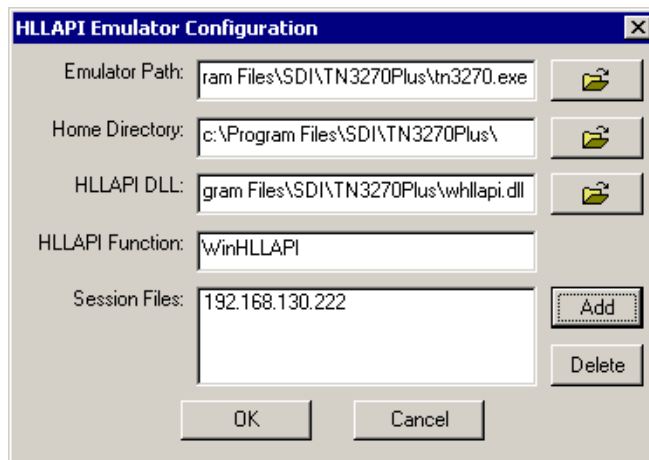 HLLAPI Emulator Configuration
Emulator Path: ram Files\SDI\TN3270Plus\tn3270.exe
Home Directory: c:\Program Files\SDI\TN3270Plus\
HLLAPI DLL: gram Files\SDI\TN3270Plus\whllapi.dll
HLLAPI Function: WinHLLAPI
Session Files: 192.168.130.222
Add
Delete
OK Cancel